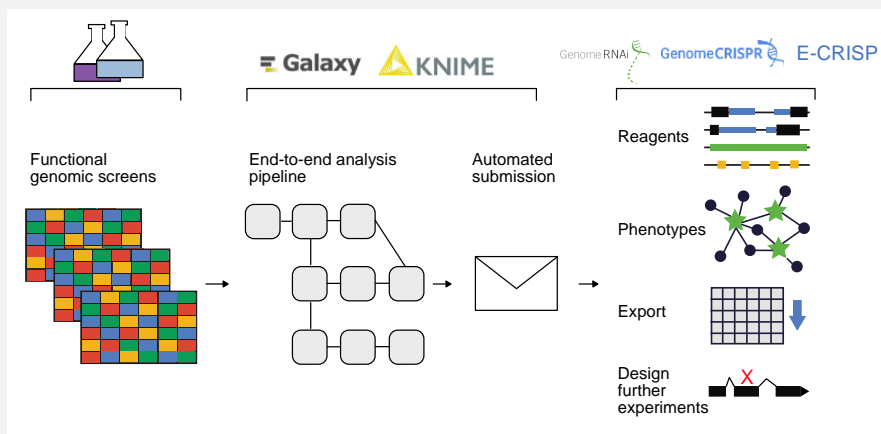 Galaxy
KNIME
GenomeRNAi
GenomeCRISPR
E-CRISP
Functional
genomic screens
End-to-end analysis
pipeline
Automated
submission
Reagents
Phenotypes
Export
Design
further
experiments
X